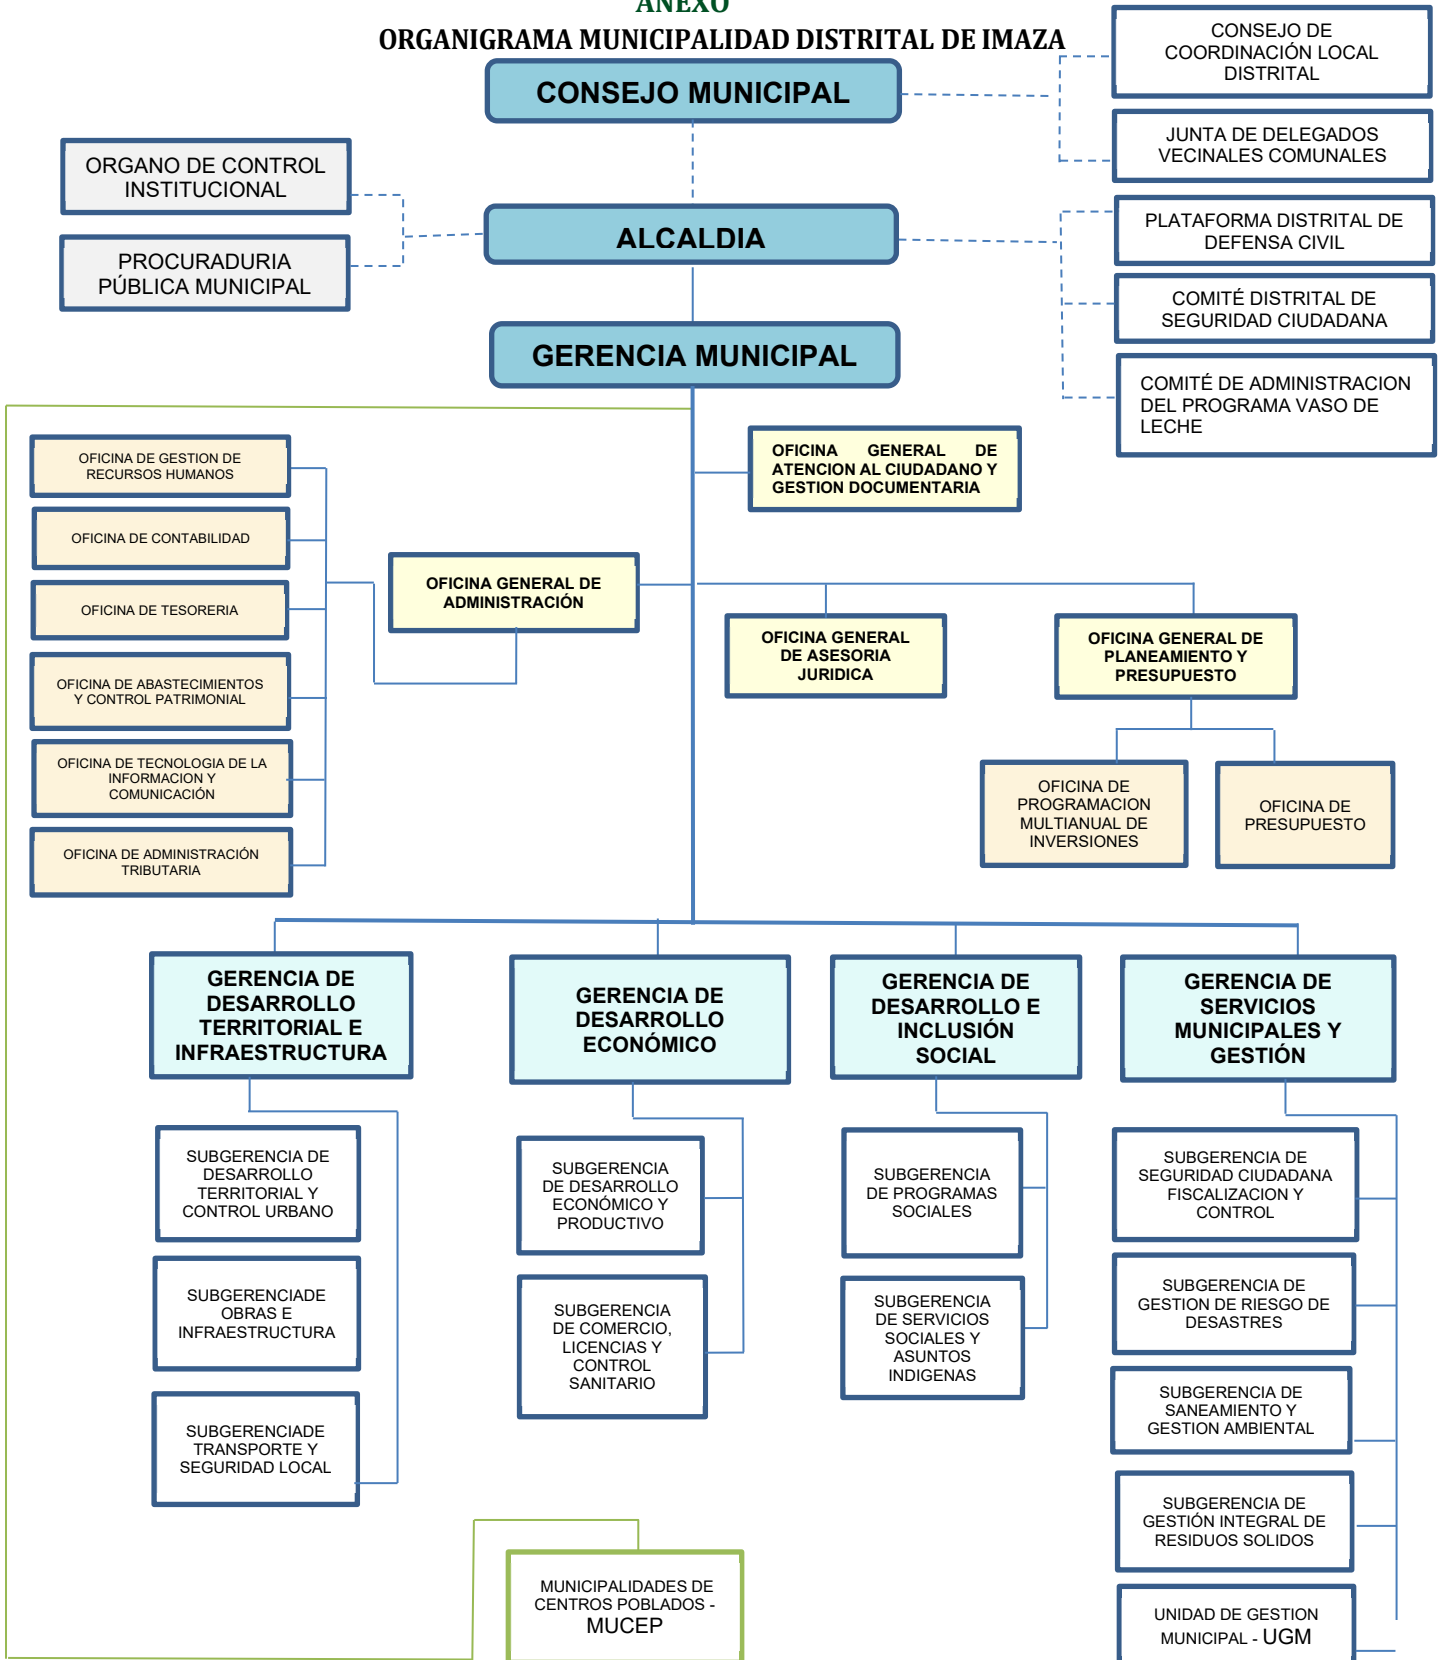 ANEXO
ORGANIGRAMA MUNICIPALIDAD DISTRITAL DE IMAZA
CONSEJO MUNICIPAL
CONSEJO DE
COORDINACIÓN LOCAL
DISTRITAL
JUNTA DE DELEGADOS
VECINALES COMUNALES
ORGANO DE CONTROL
INSTITUCIONAL
PROCURADURIA
PÚBLICA MUNICIPAL
ALCALDIA
PLATAFORMA DISTRITAL DE
DEFENSA CIVIL
COMITÉ DISTRITAL DE
SEGURIDAD CIUDADANA
COMITÉ DE ADMINISTRACION
DEL PROGRAMA VASO DE
LECHE
GERENCIA MUNICIPAL
OFICINA GENERAL DE
ATENCION AL CIUDADANO Y
GESTION DOCUMENTARIA
OFICINA DE GESTION DE
RECURSOS HUMANOS
OFICINA DE CONTABILIDAD
OFICINA DE TESORERIA
OFICINA DE ABASTECIMIENTOS
Y CONTROL PATRIMONIAL
OFICINA DE TECNOLOGIA DE LA
INFORMACION Y
COMUNICACIÓN
OFICINA DE ADMINISTRACIÓN
TRIBUTARIA
OFICINA GENERAL DE
ADMINISTRACIÓN
OFICINA GENERAL
DE ASESORIA
JURIDICA
OFICINA GENERAL DE
PLANEAMIENTO Y
PRESUPUESTO
OFICINA DE
PROGRAMACION
MULTIANUAL DE
INVERSIONES
OFICINA DE
PRESUPUESTO
GERENCIA DE
DESARROLLO
TERRITORIAL E
INFRAESTRUCTURA
GERENCIA DE
DESARROLLO
ECONÓMICO
GERENCIA DE
DESARROLLO E
INCLUSIÓN
SOCIAL
GERENCIA DE
SERVICIOS
MUNICIPALES Y
GESTIÓN
SUBGERENCIA DE
DESARROLLO
TERRITORIAL Y
CONTROL URBANO
SUBGERENCIADE
OBRAS E
INFRAESTRUCTURA
SUBGERENCIADE
TRANSPORTE Y
SEGURIDAD LOCAL
SUBGERENCIA
DE DESARROLLO
ECONÓMICO Y
PRODUCTIVO
SUBGERENCIA
DE COMERCIO,
LICENCIAS Y
CONTROL
SANITARIO
SUBGERENCIA
DE PROGRAMAS
SOCIALES
SUBGERENCIA
DE SERVICIOS
SOCIALES Y
ASUNTOS
INDIGENAS
SUBGERENCIA DE
SEGURIDAD CIUDADANA
FISCALIZACION Y
CONTROL
SUBGERENCIA DE
GESTION DE RIESGO DE
DESASTRES
SUBGERENCIA DE
SANEAMIENTO Y
GESTION AMBIENTAL
SUBGERENCIA DE
GESTIÓN INTEGRAL DE
RESIDUOS SOLIDOS
UNIDAD DE GESTION
MUNICIPAL - UGM
MUNICIPALIDADES DE
CENTROS POBLADOS -
MUCEP